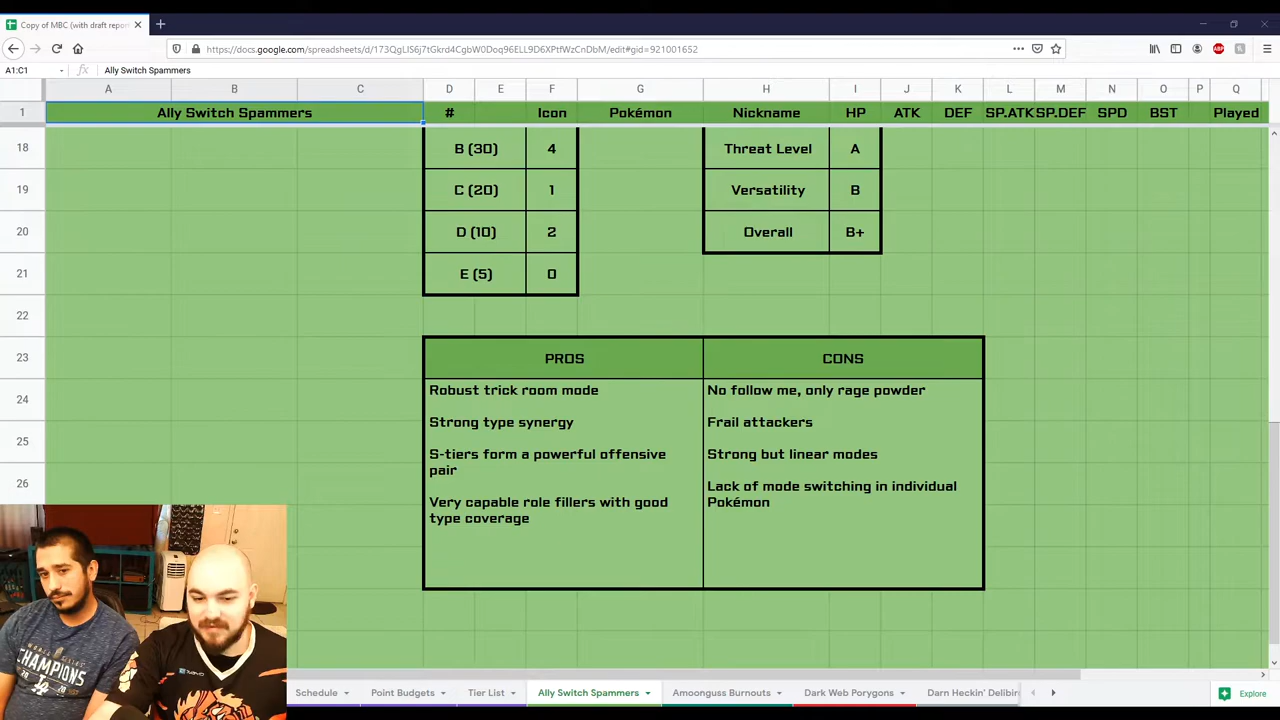 Copy of MBC (with draft repor
https://docs.google.com/spreadsheets/d/173QgLIS6j7tGkrd4CgbW0Doq96ELL9D6XPtfWzCnDbM/edit#gid=921001652
ABP
A1:C1 fx Ally Switch Spammers
A B C D E F G H I J K L M N O P Q
1 Ally Switch Spammers # Icon Pokémon Nickname HP ATK DEF SP.ATK SP.DEF SPD BST Played
18 B (30) 4 Threat Level A
19 C (20) 1 Versatility B
20 D (10) 2 Overall B+
21 E (5) 0
22
23 PROS CONS
24 Robust trick room mode No follow me, only rage powder
Strong type synergy Frail attackers
25 S-tiers form a powerful offensive Strong but linear modes
pair
26 Lack of mode switching in individual
Very capable role fillers with good Pokémon
type coverage
CHAMPIONS
Schedule Point Budgets Tier List Ally Switch Spammers Amoonguss Burnouts Dark Web Porygons Darn Heckin' Delibir Explore